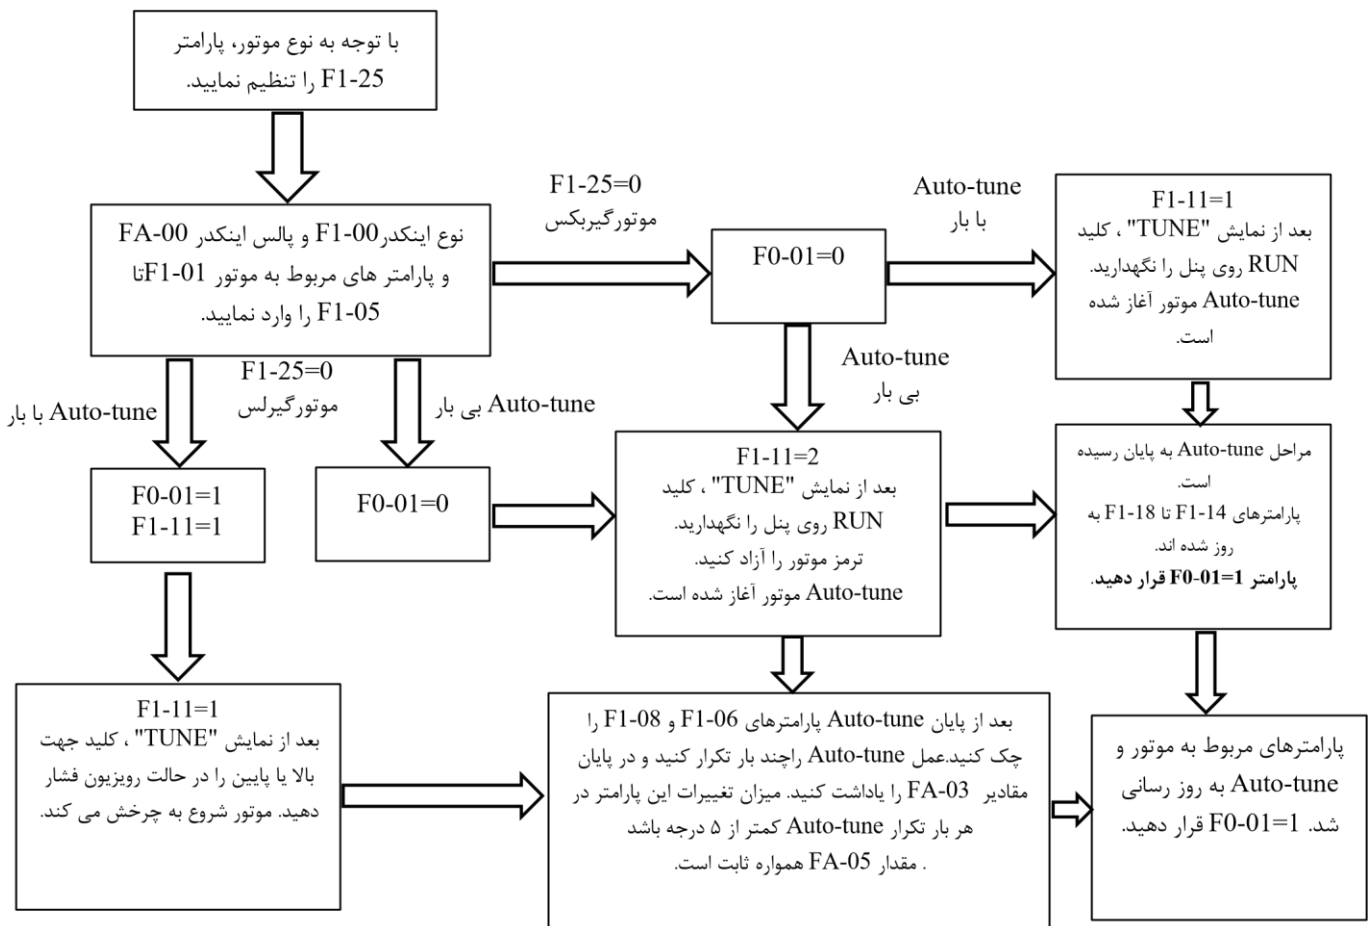 با توجه به نوع موتور، پارامتر
F1-25 را تنظیم نمایید.
نوع اینکدرF1-00 و پالس اینکدر FA-00
و پارامتر های مربوط به موتور F1-01تا
F1-05 را وارد نمایید.
F1-25=0
موتورگیربکس
F0-01=0
Auto-tune
با بار
F1-11=1
بعد از نمایش "TUNE" ، کلید
RUN روی پنل را نگهدارید.
Auto-tune موتور آغاز شده
است.
Auto-tune
بی بار
F1-25=0
موتورگیرلس
Auto-tune با بار
Auto-tune بی بار
F0-01=1
F1-11=1
F0-01=0
F1-11=2
بعد از نمایش "TUNE" ، کلید
RUN روی پنل را نگهدارید.
ترمز موتور را آزاد کنید.
Auto-tune موتور آغاز شده است.
مراحل Auto-tune به پایان رسیده
است.
پارامترهای F1-14 تا F1-18 به
روز شده اند.
پارامتر F0-01=1 قرار دهید.
F1-11=1
بعد از نمایش "TUNE" ، کلید جهت
بالا یا پایین را در حالت رویزیون فشار
دهید. موتور شروع به چرخش می کند.
بعد از پایان Auto-tune پارامترهای F1-06 و F1-08 را
چک کنید.عمل Auto-tune راچند بار تکرار کنید و در پایان
مقادیر FA-03 را یاداشت کنید. میزان تغییرات این پارامتر در
هر بار تکرار Auto-tune کمتر از ۵ درجه باشد
. مقدار FA-05 همواره ثابت است.
پارامترهای مربوط به موتور و
Auto-tune به روز رسانی
شد. F0-01=1 قرار دهید.